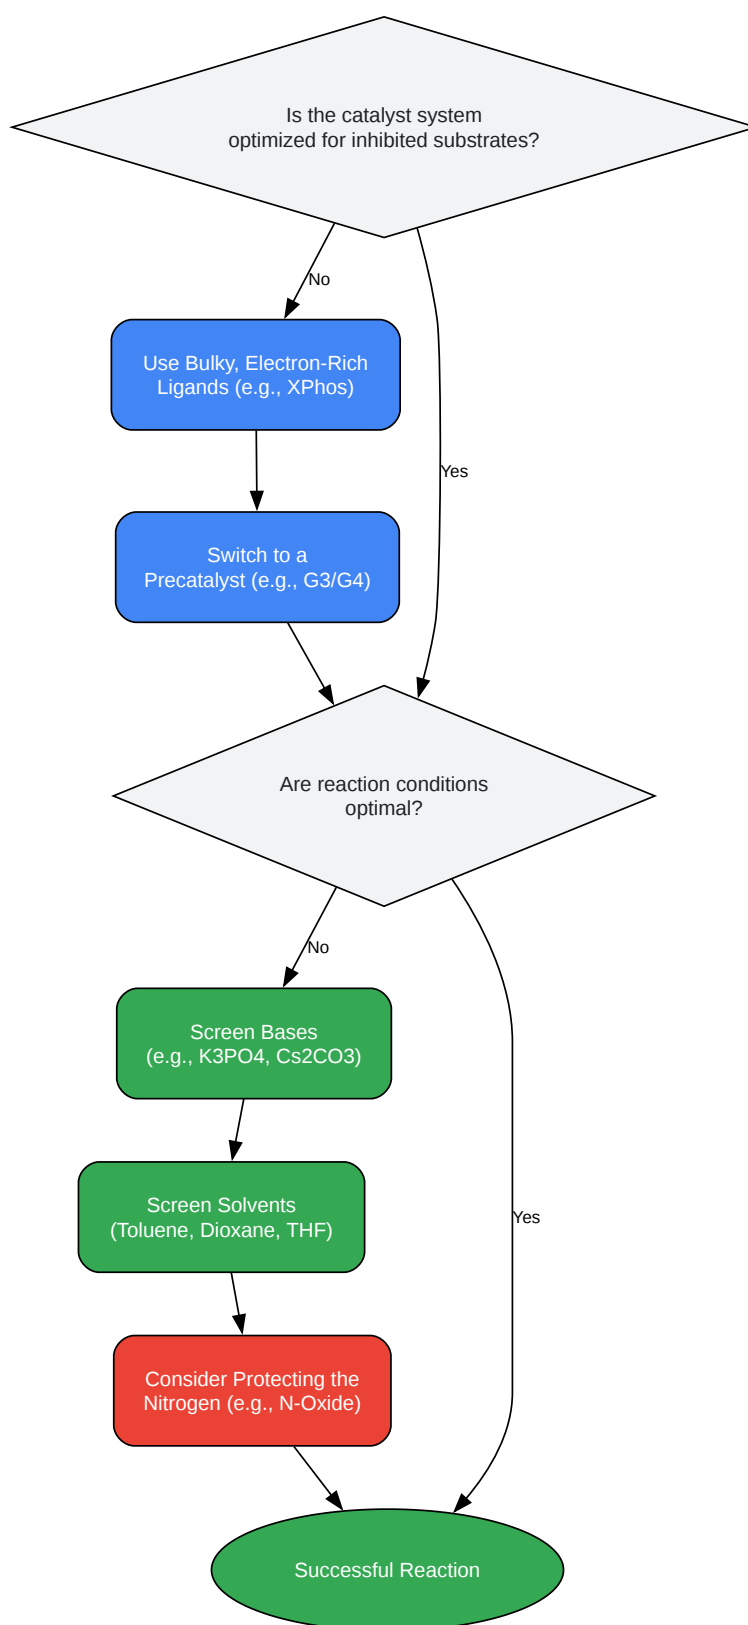 Is the catalyst system
optimized for inhibited substrates?
No
Use Bulky, Electron-Rich
Ligands (e.g., XPhos)
Yes
Switch to a
Precatalyst (e.g., G3/G4)
Are reaction conditions
optimal?
No
Screen Bases
(e.g., K3PO4, Cs2CO3)
Screen Solvents
(Toluene, Dioxane, THF)
Yes
Consider Protecting the
Nitrogen (e.g., N-Oxide)
Successful Reaction